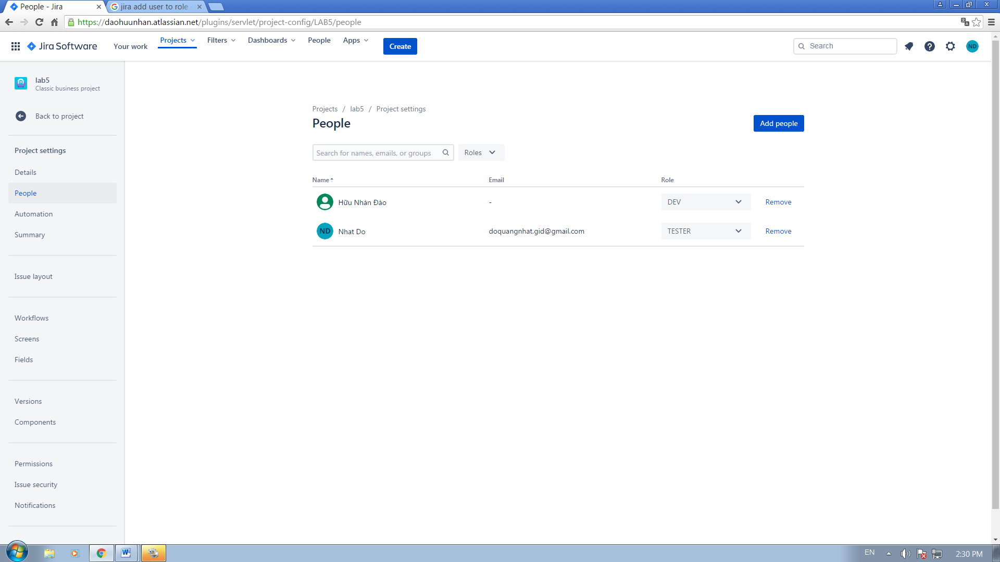 People - Jira
jira add user to role
https://daohuunhan.atlassian.net/plugins/servlet/project-config/LAB5/people
Jira Software
Your work
Projects
Filters
Dashboards
People
Apps
Create
Search
ND
lab5
Classic business project
Back to project
Project settings
Details
People
Automation
Summary
Issue layout
Workflows
Screens
Fields
Versions
Components
Permissions
Issue security
Notifications
Projects / lab5 / Project settings
People
Add people
Search for names, emails, or groups
Roles
Name Email Role
Hữu Nhàn Đào - DEV Remove
ND Nhat Do doquangnhat.gid@gmail.com TESTER Remove
EN
2:30 PM